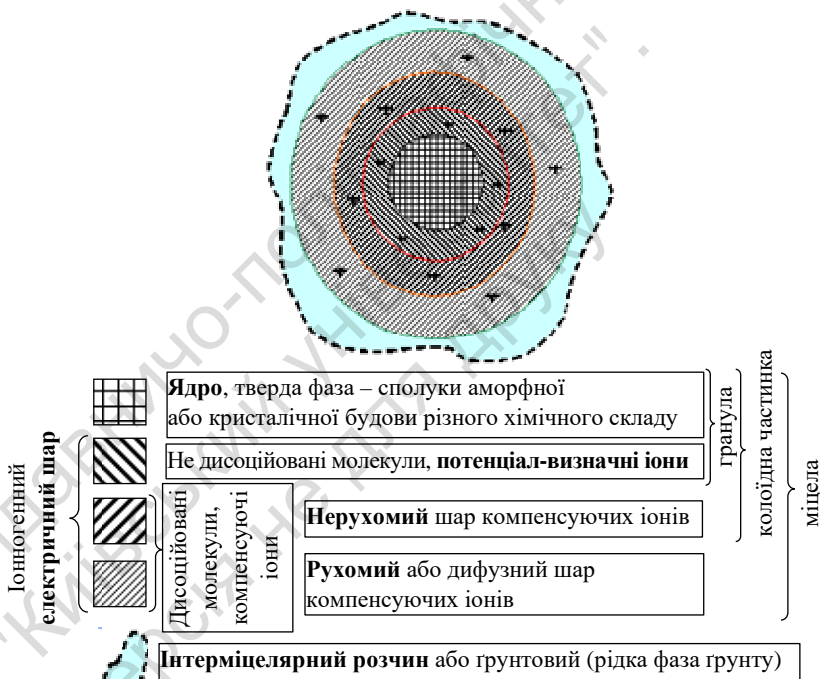 Ядро, тверда фаза – сполуки аморфної
або кристалічної будови різного хімічного складу
Не дисоційовані молекули, потенціал-визначні іони
Нерухомий шар компенсуючих іонів
Рухомий або дифузний шар
компенсуючих іонів
Дисоційовані
молекули,
компенсуючі
іони
Іонногенний
електричний шар
гранула
колоїдна частинка
міцела
Інтерміцелярний розчин або ґрунтовий (рідка фаза ґрунту)